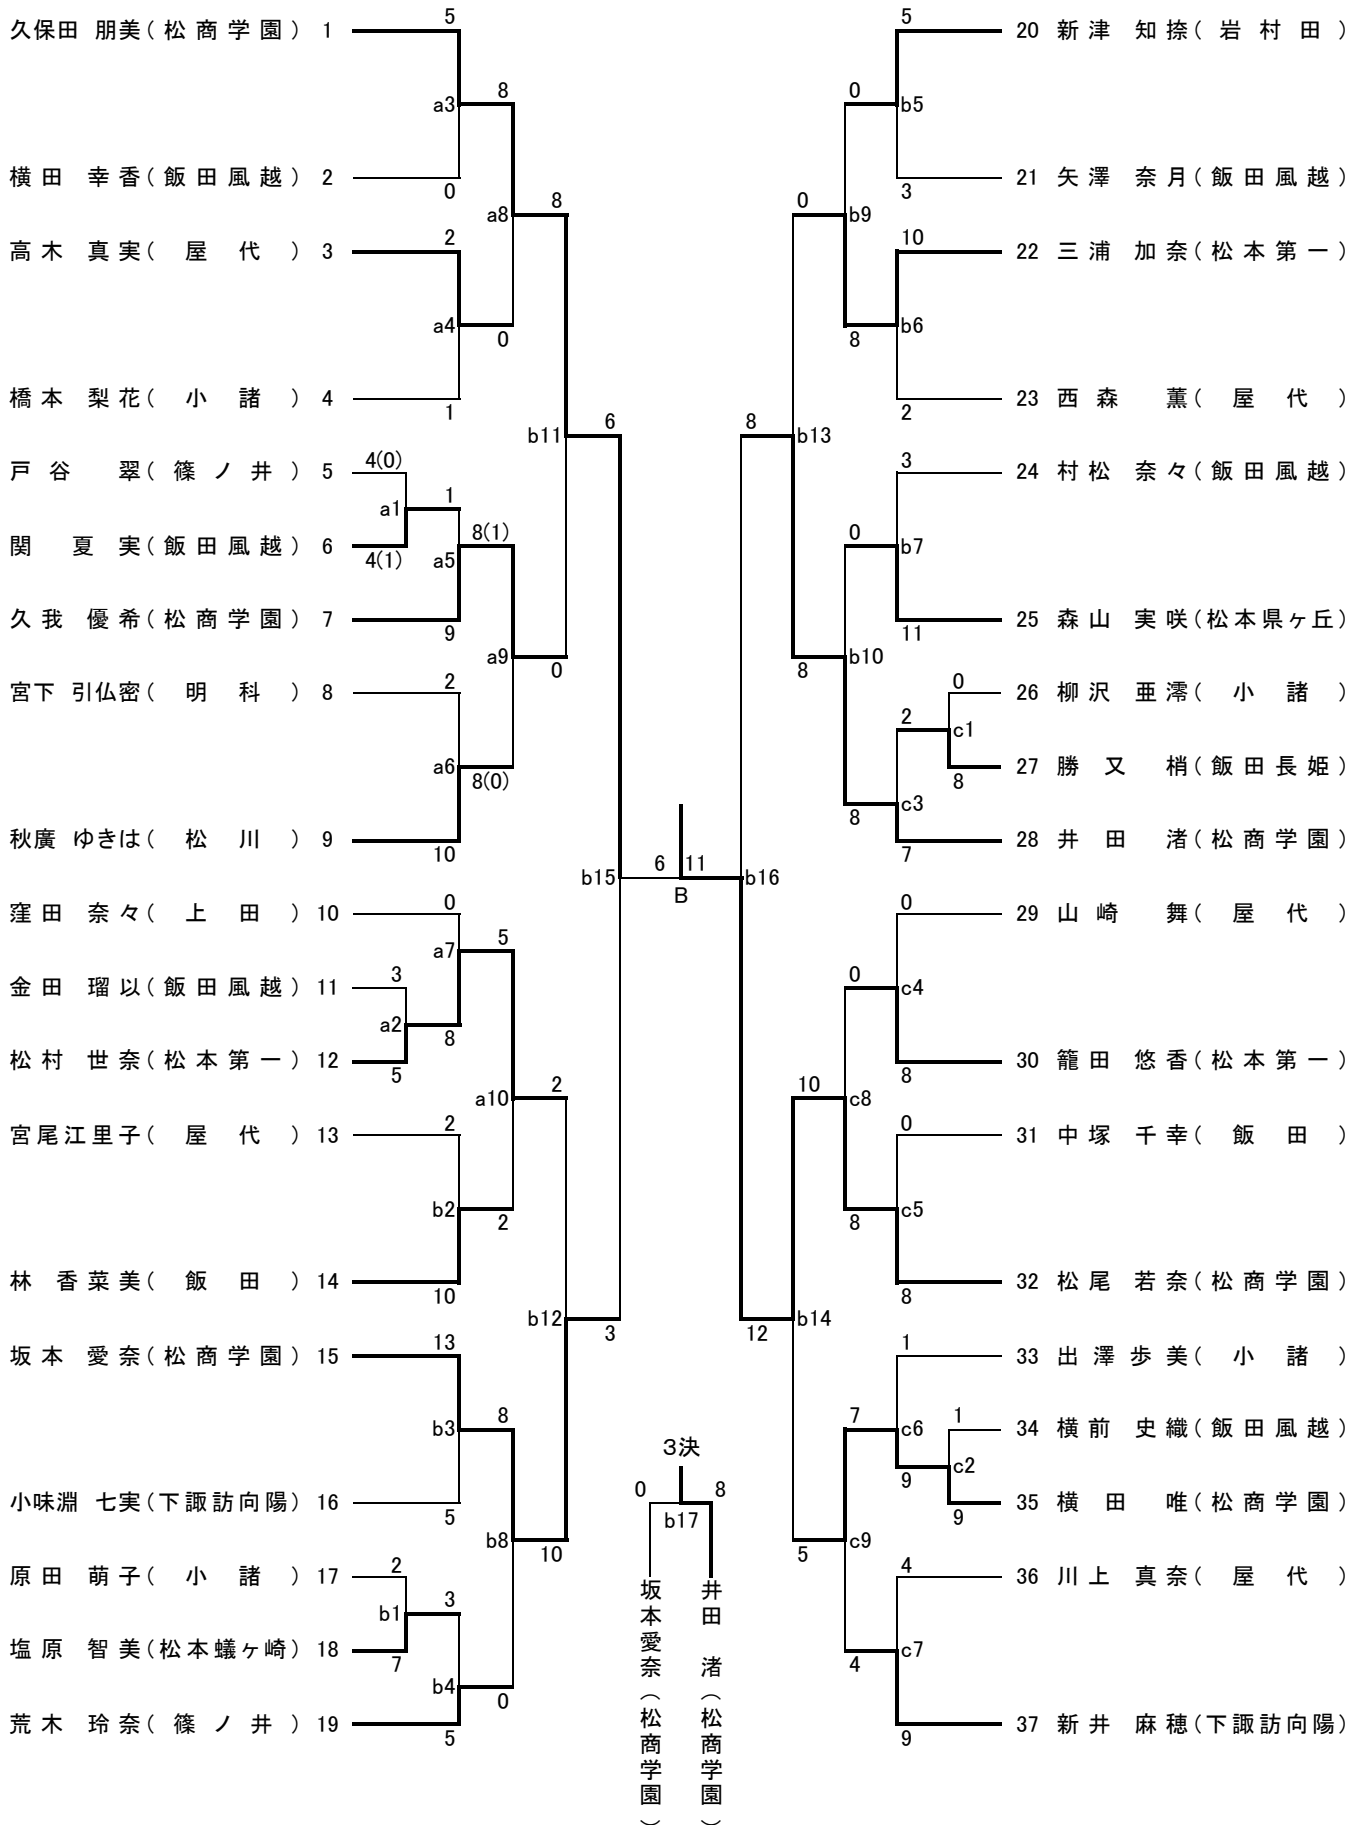 久保田 朋美(松商学園) 1
横田 幸香(飯田風越) 2
高木 真実(屋代) 3
橋本 梨花(小諸) 4
戸谷 翠(篠ノ井) 5
関 夏実(飯田風越) 6
久我 優希(松商学園) 7
宮下 引仏密(明科) 8
秋廣 ゆきは(松川) 9
窪田 奈々(上田) 10
金田 瑠以(飯田風越) 11
松村 世奈(松本第一) 12
宮尾江里子(屋代) 13
林 香菜美(飯田) 14
坂本 愛奈(松商学園) 15
小味淵 七実(下諏訪向陽) 16
原田 萌子(小諸) 17
塩原 智美(松本蟻ヶ崎) 18
荒木 玲奈(篠ノ井) 19
5
a3
0
8
2
a4
1
0
a8
8
4(0)
a1
4(1)
1
a5
9
8(1)
2
a6
10
8(0)
a9
0
b11
6
0
a7
3
a2
5
8
5
2
b2
10
2
a10
2
13
b3
5
8
2
b1
7
3
b4
5
0
b8
10
b12
3
b15
6
11
B
b16
8
12
3決
0
8
b17
坂本愛奈(松商学園)
井田 渚(松商学園)
5
b5
3
0
10
b6
2
8
b9
0
3
b7
11
0
0
c1
8
2
c3
7
8
b10
8
b13
0
c4
8
0
0
c5
8
8
c8
10
1
c6
1
c2
9
9
7
4
c7
9
4
c9
5
b14
20 新津 知捺(岩村田)
21 矢澤 奈月(飯田風越)
22 三浦 加奈(松本第一)
23 西森 薫(屋代)
24 村松 奈々(飯田風越)
25 森山 実咲(松本県ヶ丘)
26 柳沢 亜澪(小諸)
27 勝又 梢(飯田長姫)
28 井田 渚(松商学園)
29 山崎 舞(屋代)
30 籠田 悠香(松本第一)
31 中塚 千幸(飯田)
32 松尾 若奈(松商学園)
33 出澤歩美(小諸)
34 横前 史織(飯田風越)
35 横田 唯(松商学園)
36 川上 真奈(屋代)
37 新井 麻穂(下諏訪向陽)